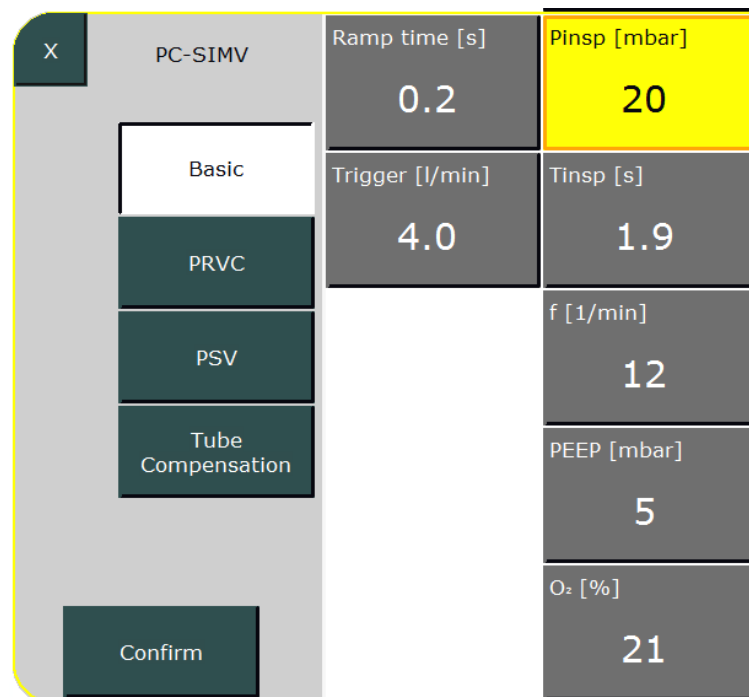 X
PC-SIMV
Basic
PRVC
PSV
Tube
Compensation
Confirm
Ramp time [s]
0.2
Trigger [l/min]
4.0
Pinsp [mbar]
20
Tinsp [s]
1.9
f [1/min]
12
PEEP [mbar]
5
O₂ [%]
21